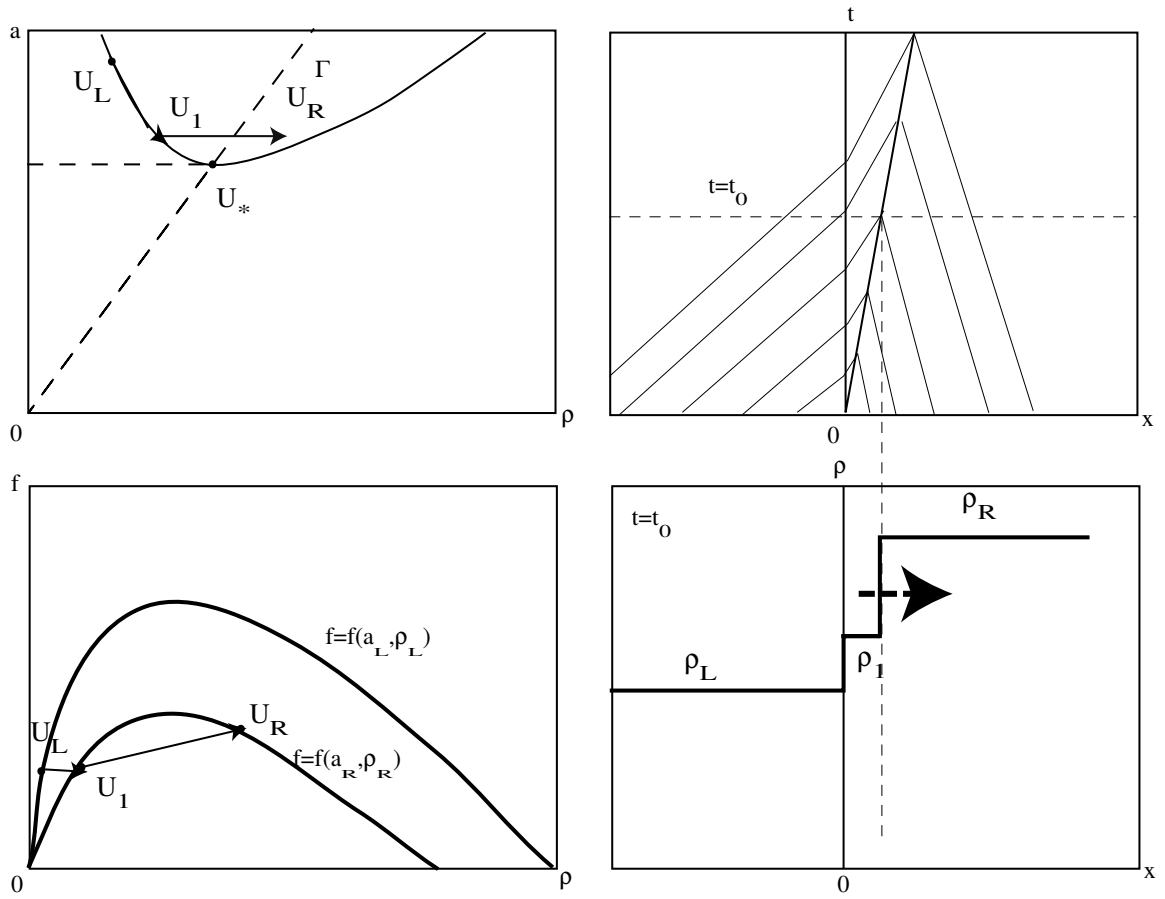 a
Γ
U_L
U_1
U_R
U_*
0
ρ
t
t=t_0
0
x
f
f=f(a_L,ρ_L)
U_L
U_R
f=f(a_R,ρ_R)
U_1
0
ρ
ρ
t=t_0
ρ_R
ρ_L
ρ_1
0
x